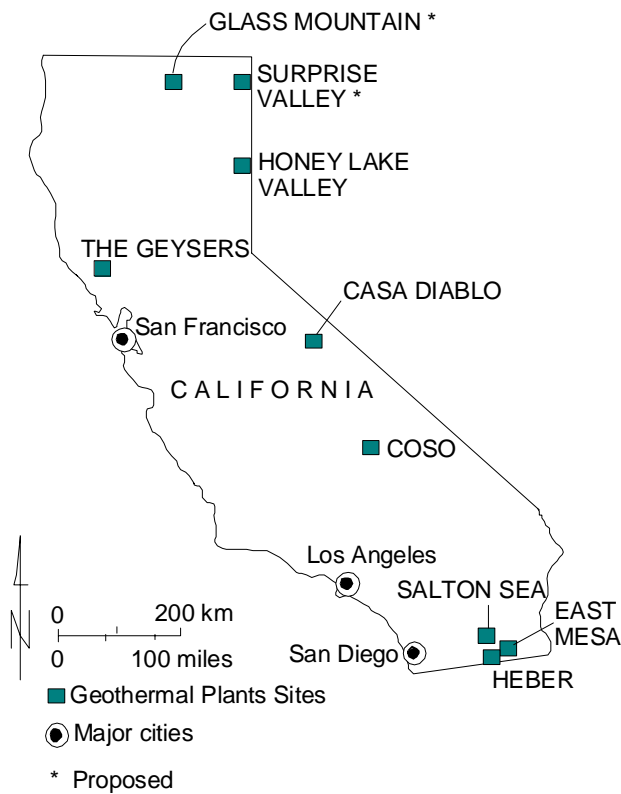 GLASS MOUNTAIN *
SURPRISE
VALLEY *
HONEY LAKE
VALLEY
THE GEYSERS
CASA DIABLO
San Francisco
CALIFORNIA
COSO
Los Angeles
SALTON SEA
EAST
MESA
San Diego
HEBER
N
0 200 km
0 100 miles
Geothermal Plants Sites
Major cities
* Proposed